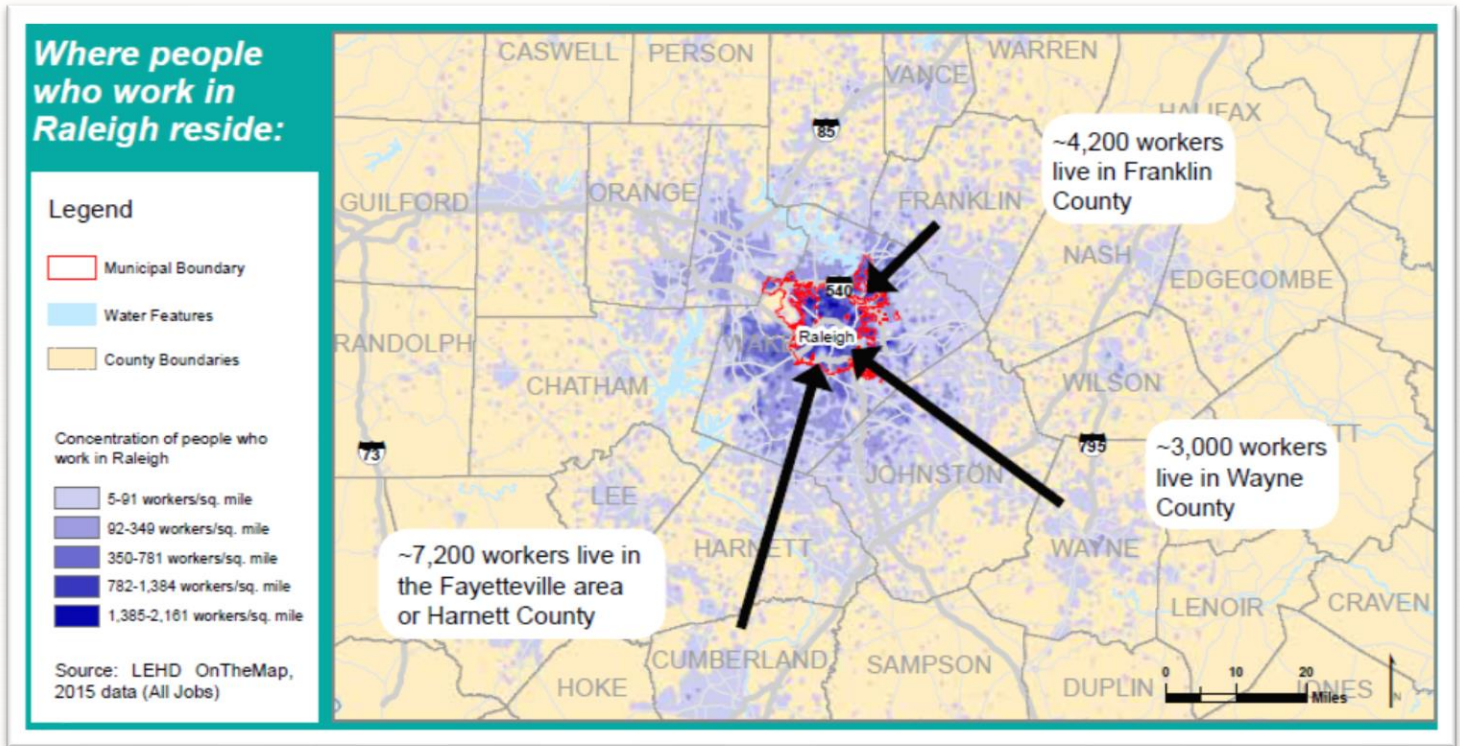 Where people
who work in
Raleigh reside:
Legend
Municipal Boundary
Water Features
County Boundaries
Concentration of people who
work in Raleigh
5-91 workers/sq. mile
92-349 workers/sq. mile
350-781 workers/sq. mile
782-1,384 workers/sq. mile
1,385-2,161 workers/sq. mile
Source: LEHD OnTheMap,
2015 data (All Jobs)
CASWELL
PERSON
WARREN
VANCE
HALIFAX
85
~4,200 workers
live in Franklin
County
GUILFORD
ORANGE
FRANKLIN
NASH
EDGECOMBE
540
Raleigh
RANDOLPH
CHATHAM
WILSON
73
795
~3,000 workers
live in Wayne
County
JOHNSTON
LEE
HARNETT
WAYNE
~7,200 workers live in
the Fayetteville area
or Harnett County
LENOIR
CRAVEN
CUMBERLAND
SAMPSON
HOKE
DUPLIN
JONES
0 10 20
Miles
N